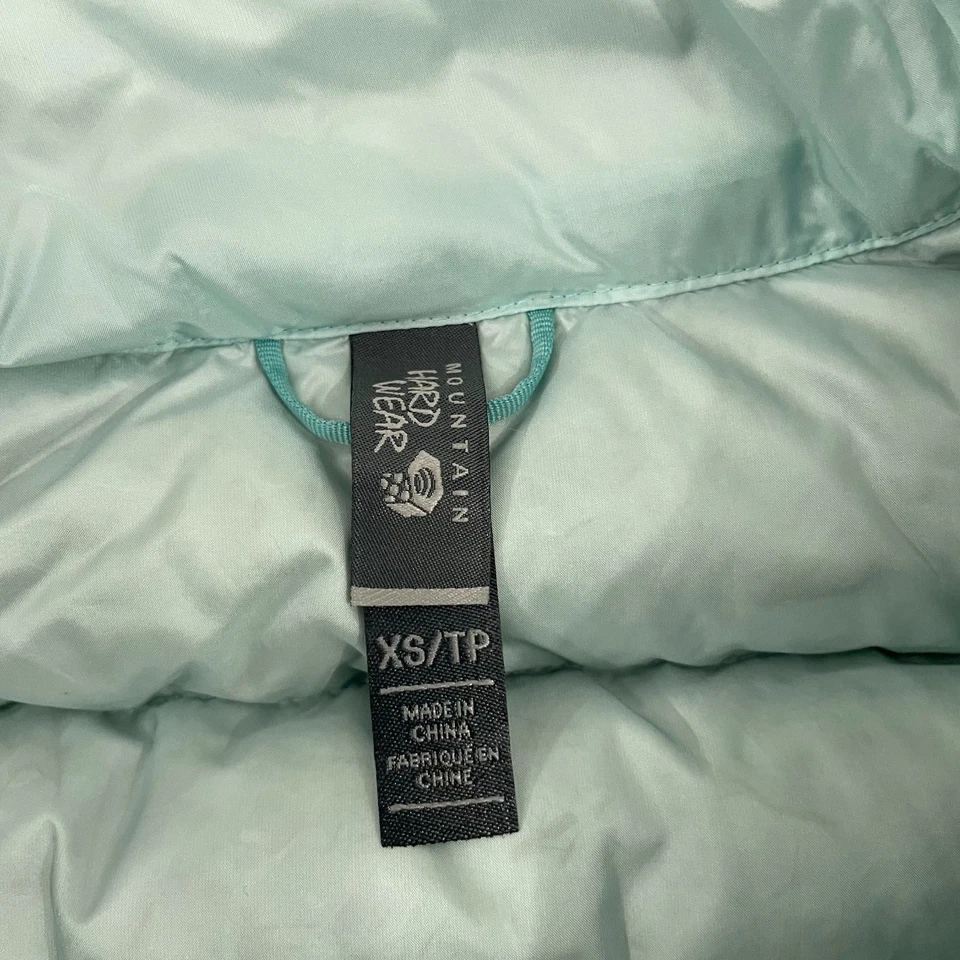 MOUNTAIN
HARD
WEAR
XS/TP
MADE IN
CHINA
FABRIQUÉ EN
CHINE